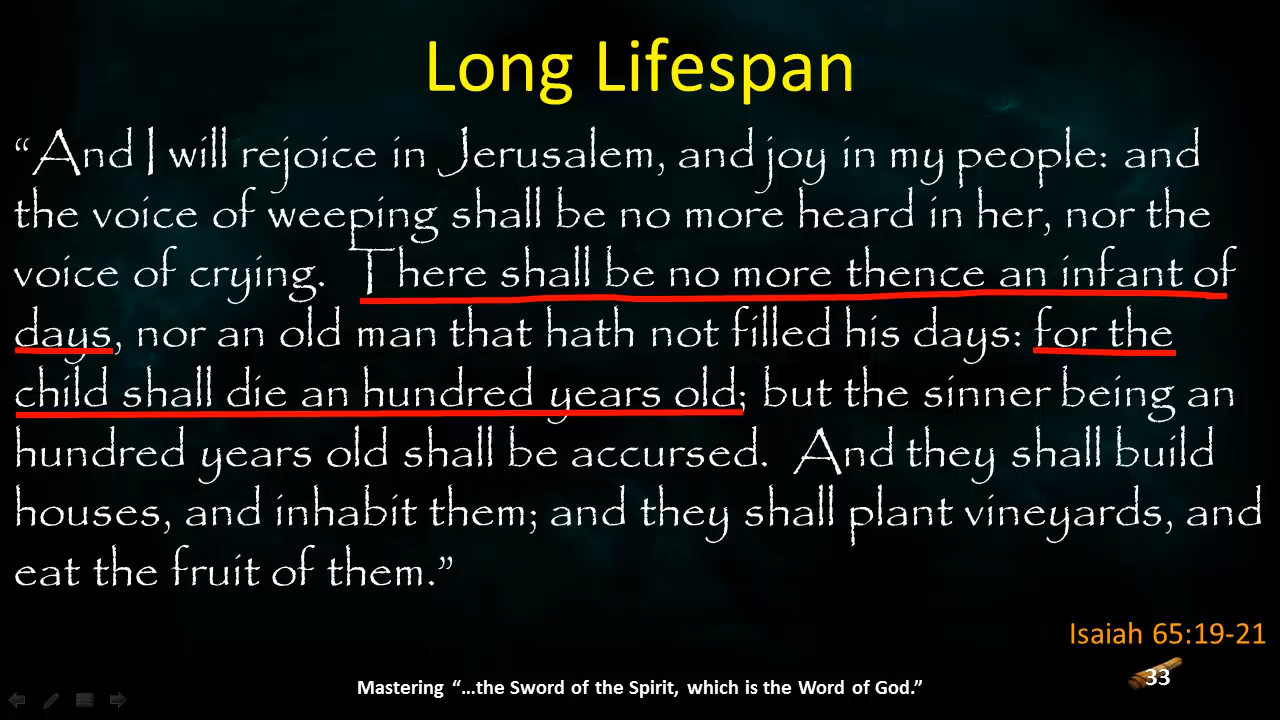 Long Lifespan
“And I will rejoice in Jerusalem, and joy in my people: and
the voice of weeping shall be no more heard in her, nor the
voice of crying.  There shall be no more thence an infant of
days, nor an old man that hath not filled his days: for the
child shall die an hundred years old; but the sinner being an
hundred years old shall be accursed.  And they shall build
houses, and inhabit them; and they shall plant vineyards, and
eat the fruit of them.”
Isaiah 65:19-21
33
Mastering “...the Sword of the Spirit, which is the Word of God.”